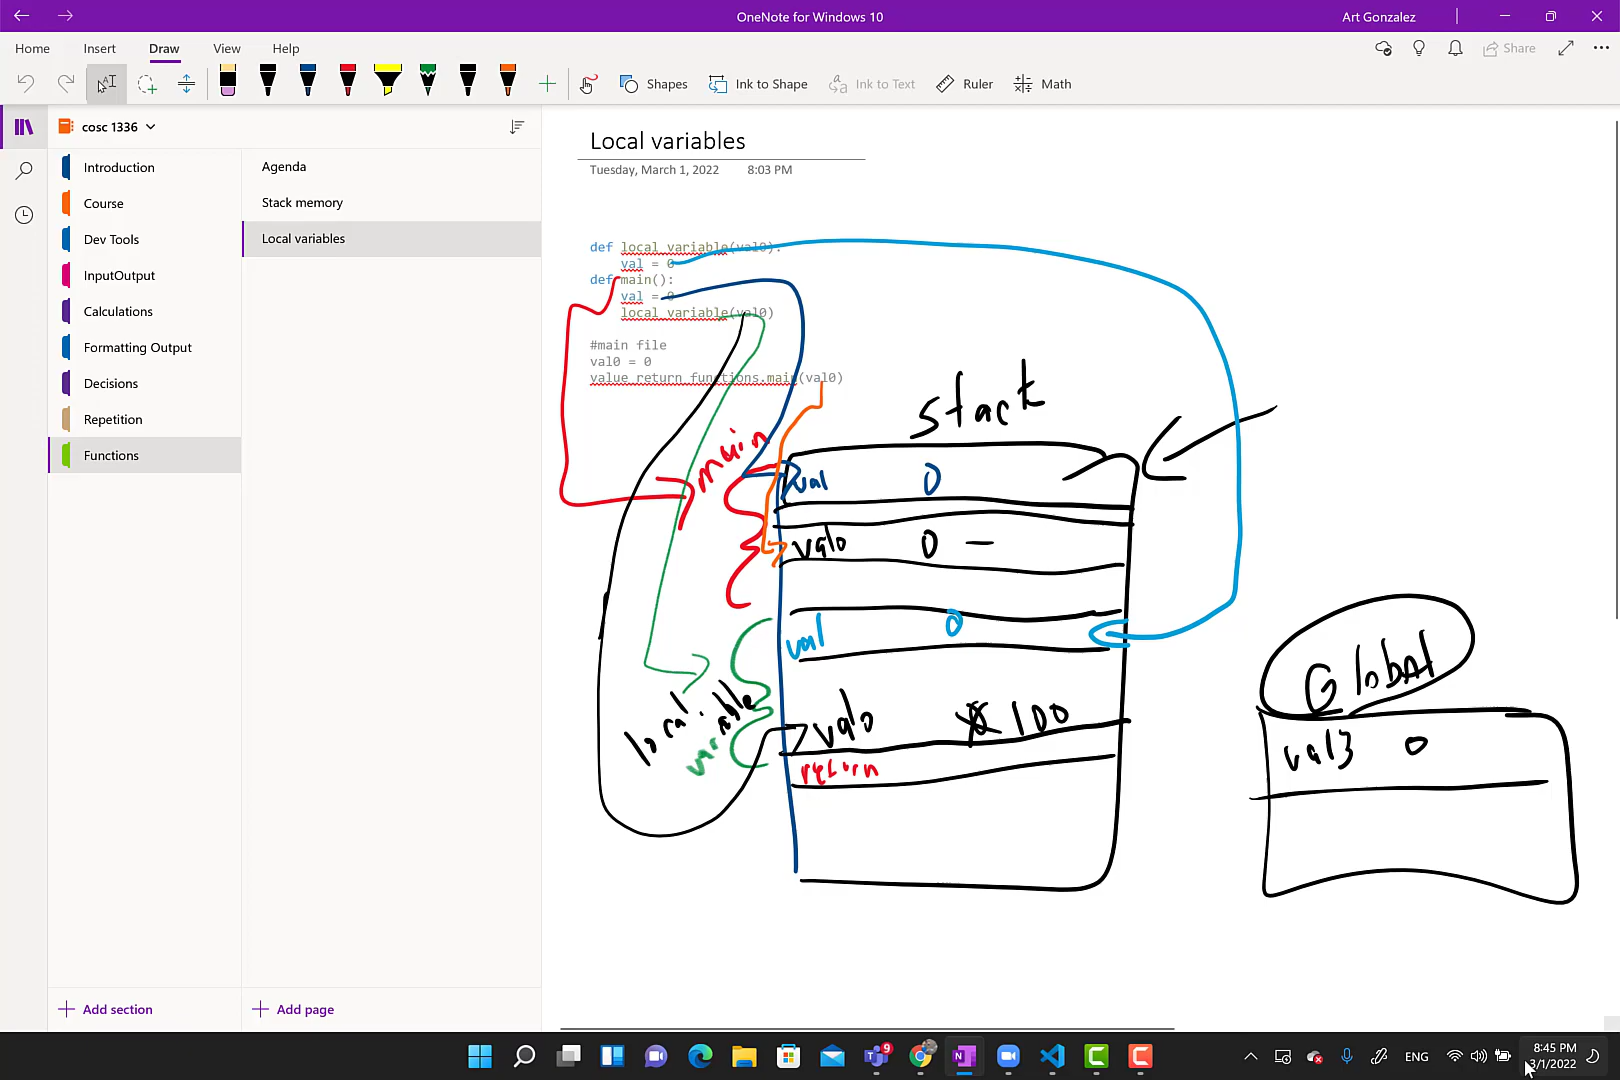 OneNote for Windows 10
Art Gonzalez
Home Insert Draw View Help
Share
Shapes Ink to Shape Ink to Text Ruler Math
cosc 1336
Introduction
Course
Dev Tools
InputOutput
Calculations
Formatting Output
Decisions
Repetition
Functions
Agenda
Stack memory
Local variables
Add section
Add page
Local variables
Tuesday, March 1, 2022 8:03 PM
def local_variable(val0):
val = 0
def main():
val = 0
local_variable(val0)
#main file
val0 = 0
value_return_functions.main(val0)
stack
main
val 0
val0 0 –
val 0
local variable
val0 100
return
Global
val3 0
9
ENG
8:45 PM
3/1/2022